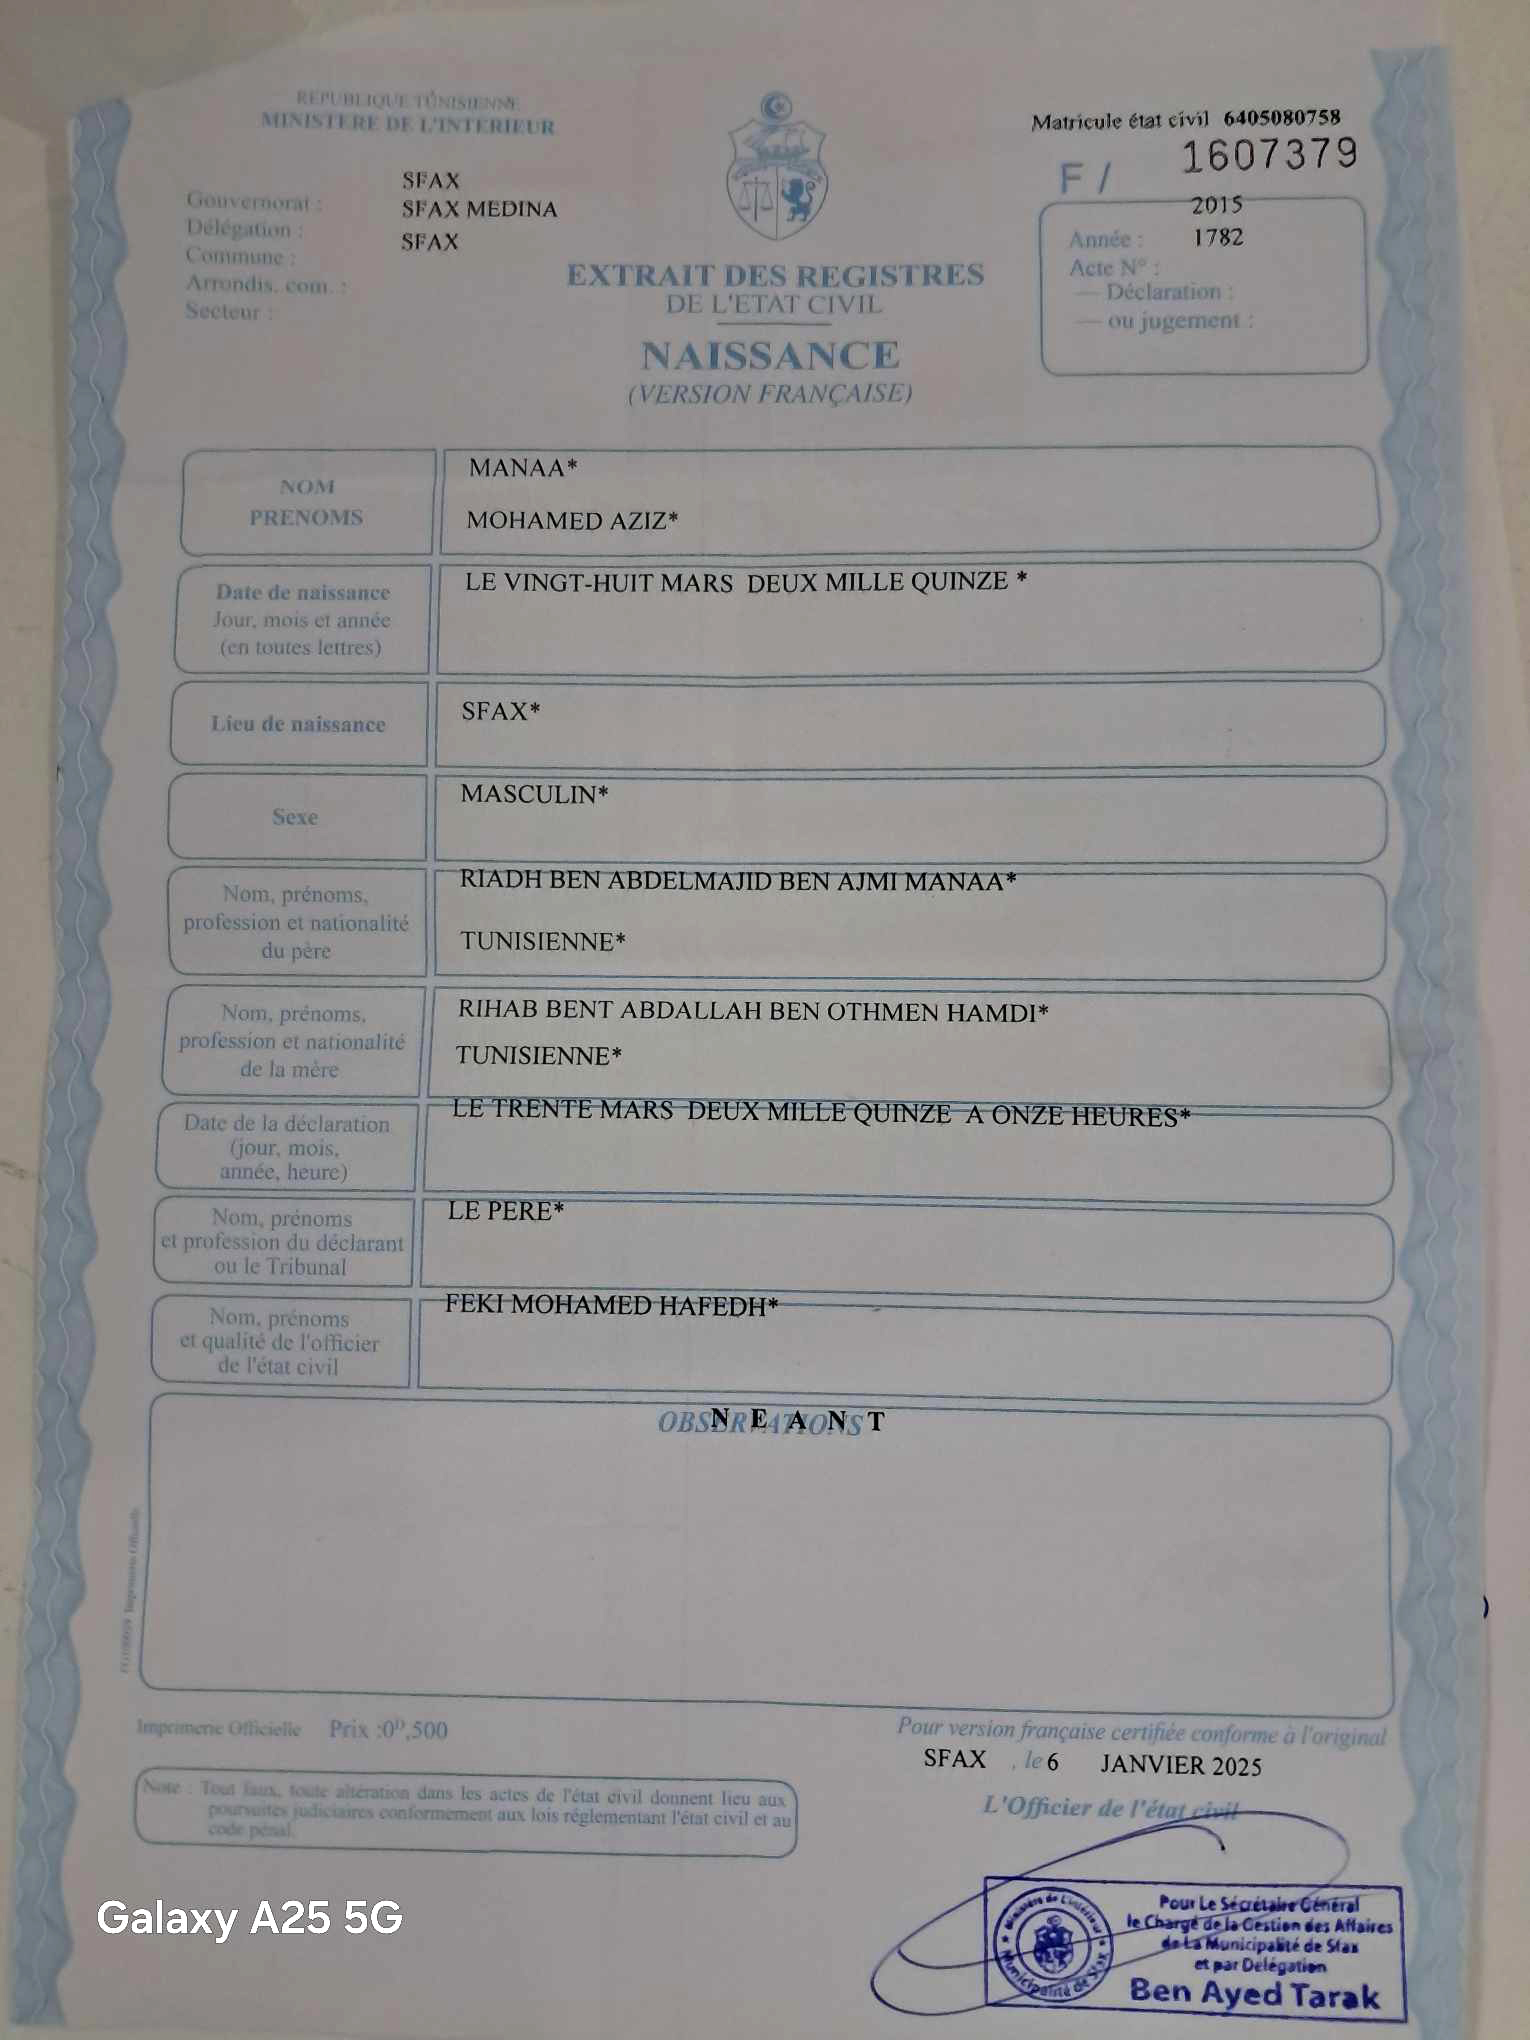 REPUBLIQUE TUNISIENNE
MINISTERE DE L'INTERIEUR
Matricule état civil 6405080758
F / 1607379
Gouvernorat : SFAX
Délégation : SFAX MEDINA
Commune : SFAX
Arrondis. com. :
Secteur :
2015
Année : 1782
Acte N° :
— Déclaration :
— ou jugement :
EXTRAIT DES REGISTRES
DE L'ETAT CIVIL
NAISSANCE
(VERSION FRANÇAISE)
NOM
PRENOMS
MANAA*
MOHAMED AZIZ*
Date de naissance
Jour, mois et année
(en toutes lettres)
LE VINGT-HUIT MARS DEUX MILLE QUINZE *
Lieu de naissance
SFAX*
Sexe
MASCULIN*
Nom, prénoms,
profession et nationalité
du père
RIADH BEN ABDELMAJID BEN AJMI MANAA*
TUNISIENNE*
Nom, prénoms,
profession et nationalité
de la mère
RIHAB BENT ABDALLAH BEN OTHMEN HAMDI*
TUNISIENNE*
Date de la déclaration
(jour, mois,
année, heure)
LE TRENTE MARS DEUX MILLE QUINZE A ONZE HEURES*
Nom, prénoms
et profession du déclarant
ou le Tribunal
LE PERE*
Nom, prénoms
et qualité de l'officier
de l'état civil
FEKI MOHAMED HAFEDH*
OBSERVATIONS
N E A N T
Imprimerie Officielle
Imprimerie Officielle Prix :0D,500
Pour version française certifiée conforme à l'original
SFAX , le 6 JANVIER 2025
L'Officier de l'état civil
Note : Tout faux, toute altération dans les actes de l'état civil donnent lieu aux
poursuites judiciaires conformément aux lois réglementant l'état civil et au
code pénal.
Ministère de L'intérieur
Municipalité de Sfax
Pour Le Sécrétaire Général
le Chargé de la Gestion des Affaires
de La Municipalité de Sfax
et par Délégation
Ben Ayed Tarak
Galaxy A25 5G